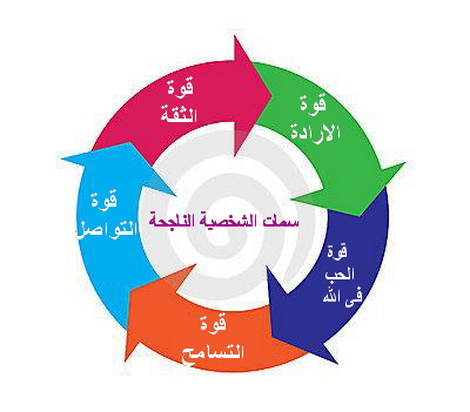 قوة
الثقة
قوة
الارادة
قوة
التواصل
سمات الشخصية الناجحة
قوة
الحب
فى الله
قوة
التسامح